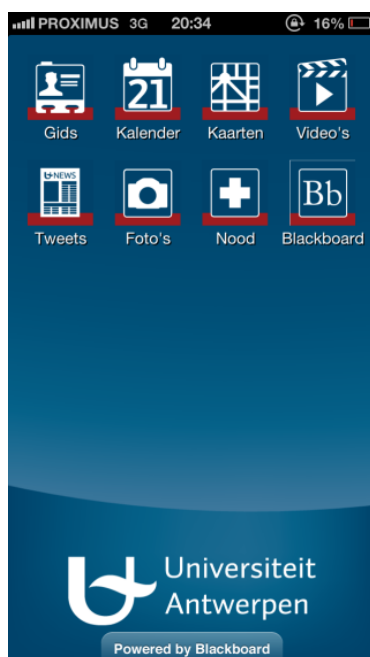 PROXIMUS 3G 20:34 16%
21
Gids Kalender Kaarten Video's
NEWS
Bb
Tweets Foto's Nood Blackboard
Universiteit
Antwerpen
Powered by Blackboard